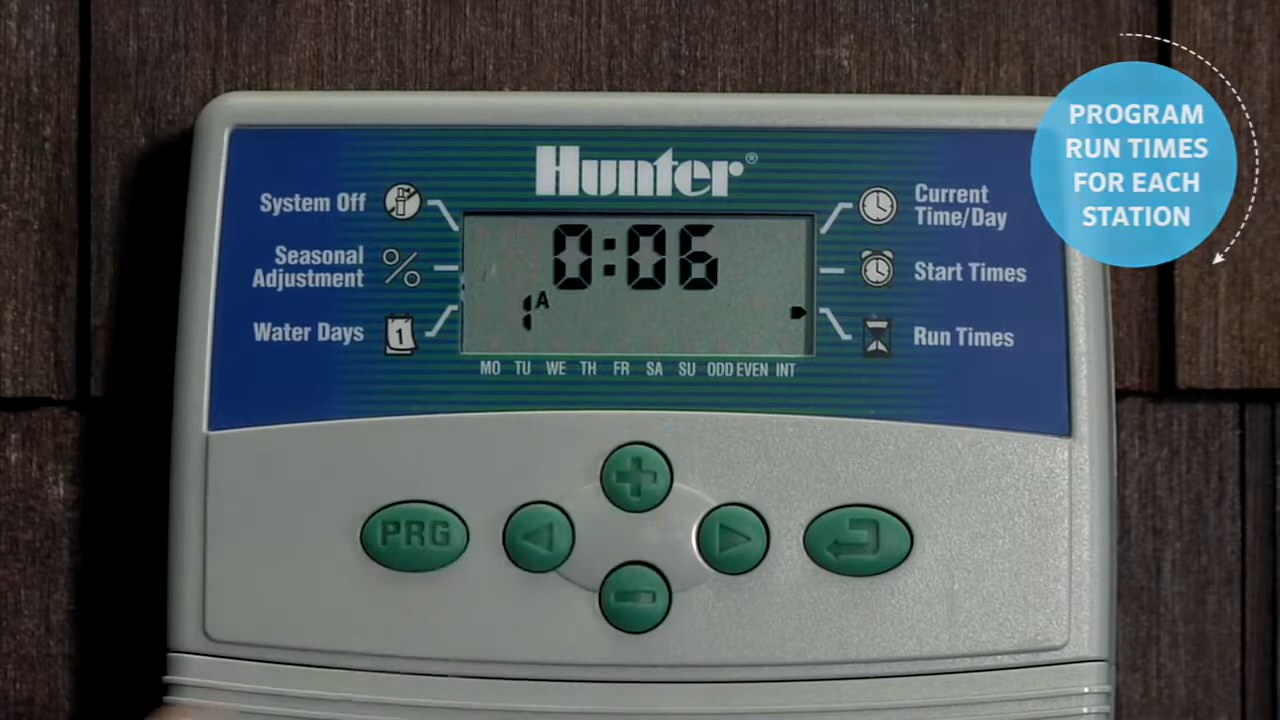 PROGRAM
RUN TIMES
FOR EACH
STATION
Hunter®
System Off
Seasonal
Adjustment
Water Days
1
0:06
1 A
Current
Time/Day
Start Times
Run Times
MO TU WE TH FR SA SU ODD EVEN INT
PRG